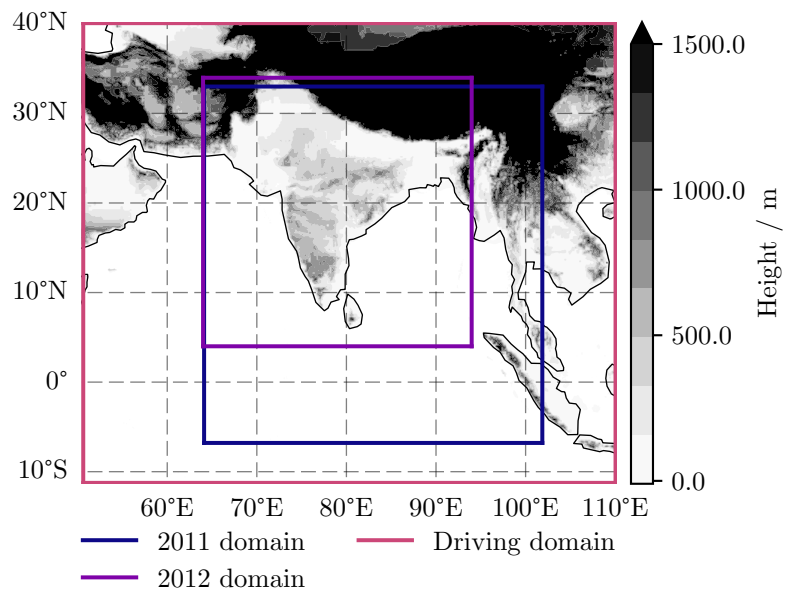 40°N
30°N
20°N
10°N
0°
10°S
60°E 70°E 80°E 90°E 100°E 110°E
1500.0
1000.0
500.0
0.0
Height / m
2011 domain
2012 domain
Driving domain